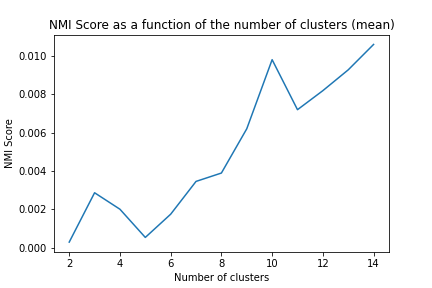 NMI Score as a function of the number of clusters (mean)
0.010
0.008
0.006
0.004
0.002
0.000
NMI Score
2 4 6 8 10 12 14
Number of clusters